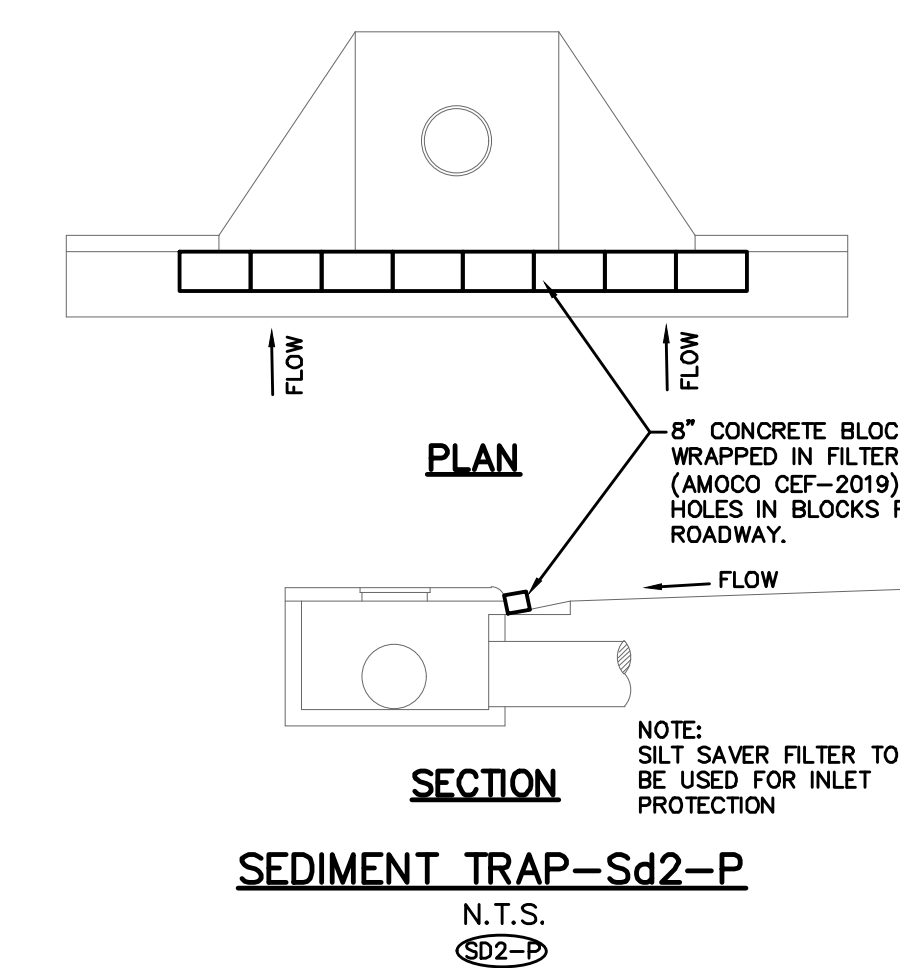 FLOW
FLOW
PLAN
8" CONCRETE BLOC
WRAPPED IN FILTER
(AMOCO CEF-2019)
HOLES IN BLOCKS
ROADWAY.
FLOW
SECTION
NOTE:
SILT SAVER FILTER TO
BE USED FOR INLET
PROTECTION
SEDIMENT TRAP-Sd2-P
N.T.S.
SD2-P